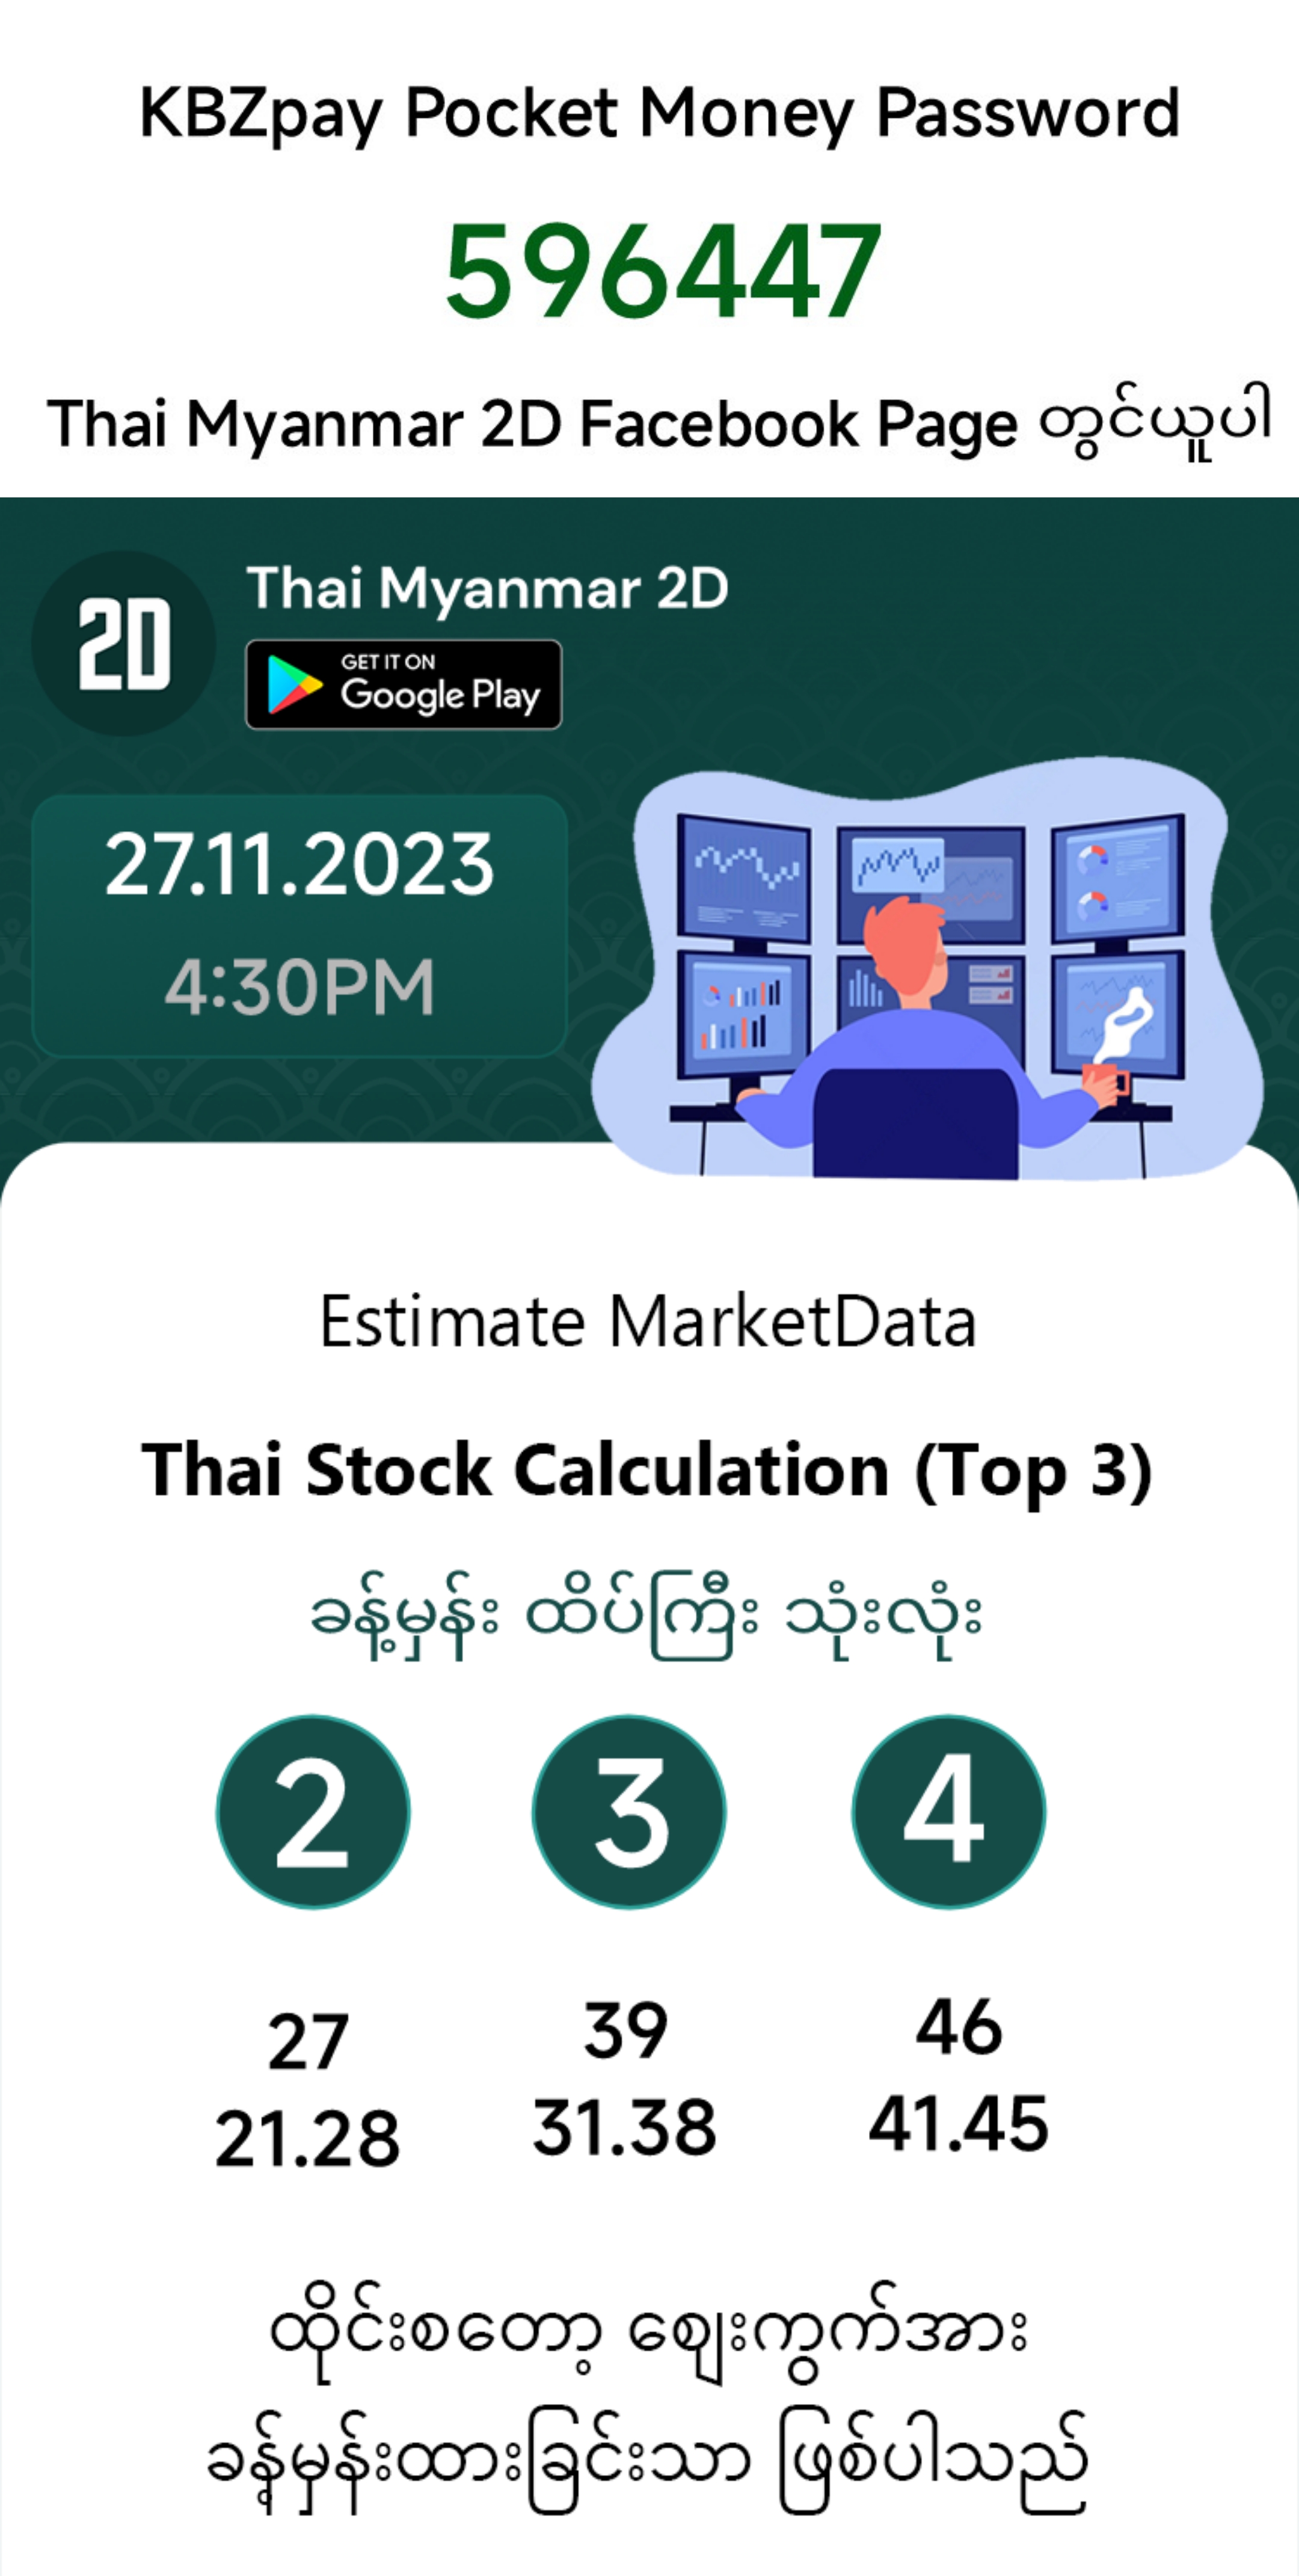 KBZpay Pocket Money Password
596447
Thai Myanmar 2D Facebook Page တွင်ယူပါ
2D
Thai Myanmar 2D
GET IT ON
Google Play
27.11.2023
4:30PM
Estimate MarketData
Thai Stock Calculation (Top 3)
ခန့်မှန်း ထိပ်ကြီး သုံးလုံး
2 3 4
27 39 46
21.28 31.38 41.45
ထိုင်းစတော့ ဈေးကွက်အား
ခန့်မှန်းထားခြင်းသာ ဖြစ်ပါသည်